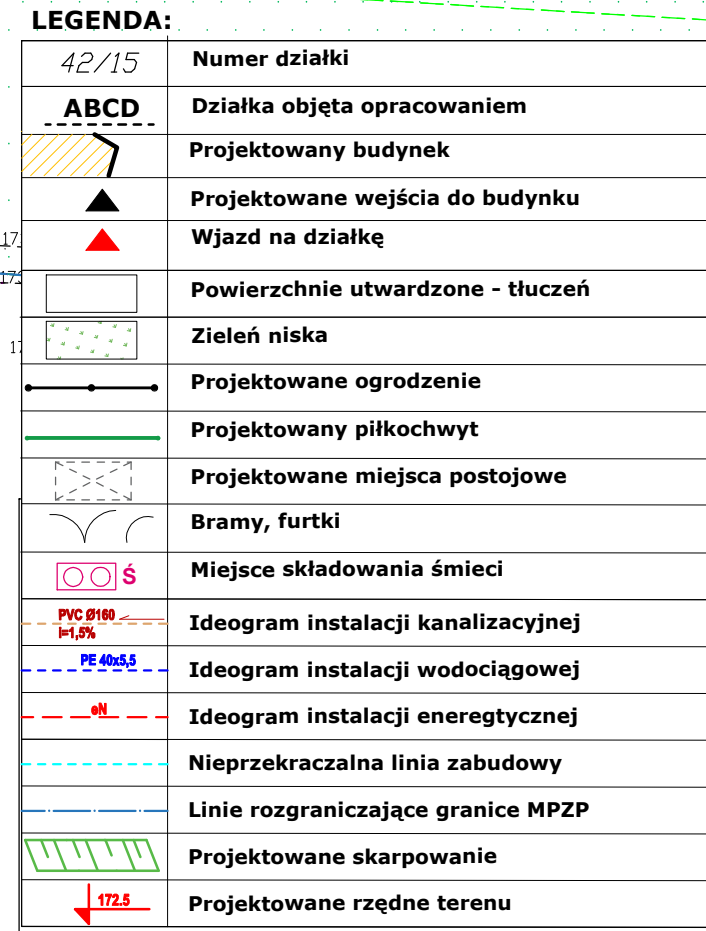 LEGENDA:
42/15 Numer działki
ABCD Działka objęta opracowaniem
Projektowany budynek
Projektowane wejścia do budynku
17
Wjazd na działkę
17
Powierzchnie utwardzone - tłuczeń
Zieleń niska
17
Projektowane ogrodzenie
Projektowany piłkochwyt
Projektowane miejsca postojowe
Bramy, furtki
Ś Miejsce składowania śmieci
PVC Ø160
i=1,5%
Ideogram instalacji kanalizacyjnej
PE 40x5,5
Ideogram instalacji wodociągowej
eN
Ideogram instalacji eneregtycznej
Nieprzekraczalna linia zabudowy
Linie rozgraniczające granice MPZP
Projektowane skarpowanie
172.5 Projektowane rzędne terenu